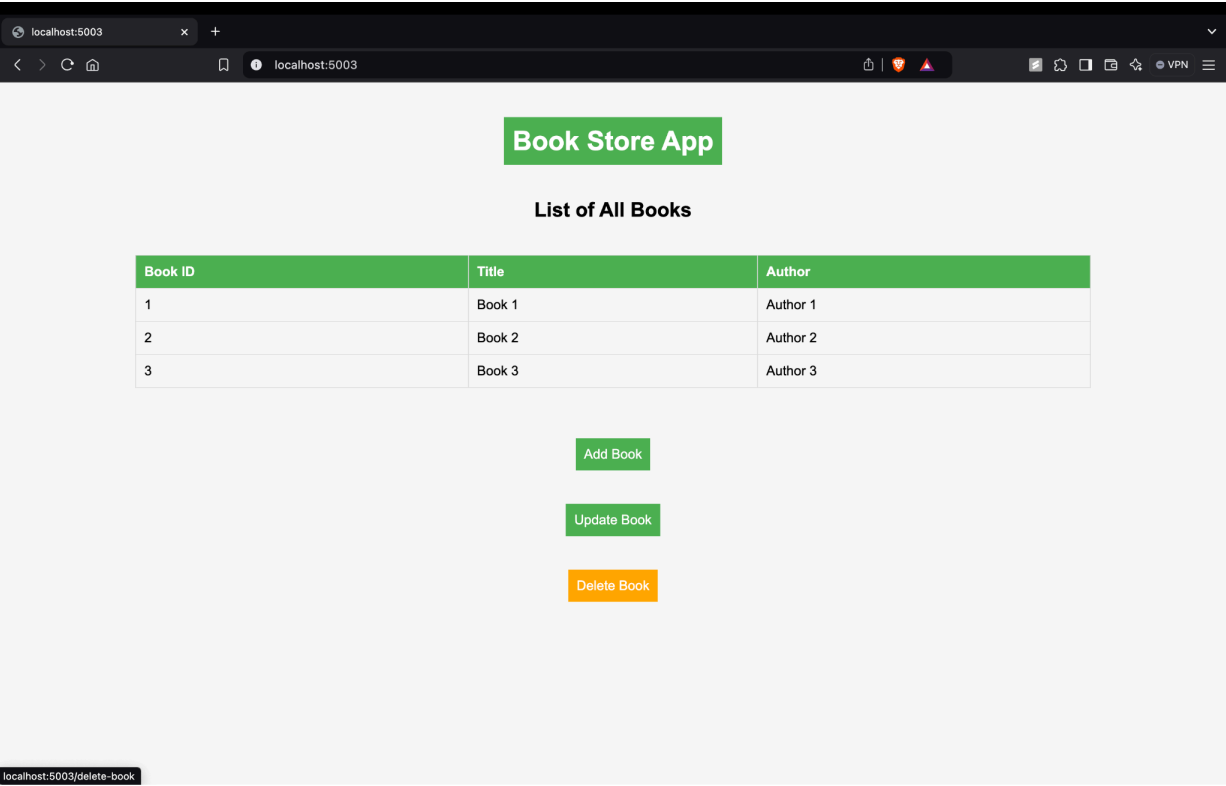 localhost:5003
localhost:5003
VPN
Book Store App
List of All Books
Book ID Title Author
1 Book 1 Author 1
2 Book 2 Author 2
3 Book 3 Author 3
Add Book
Update Book
Delete Book
localhost:5003/delete-book